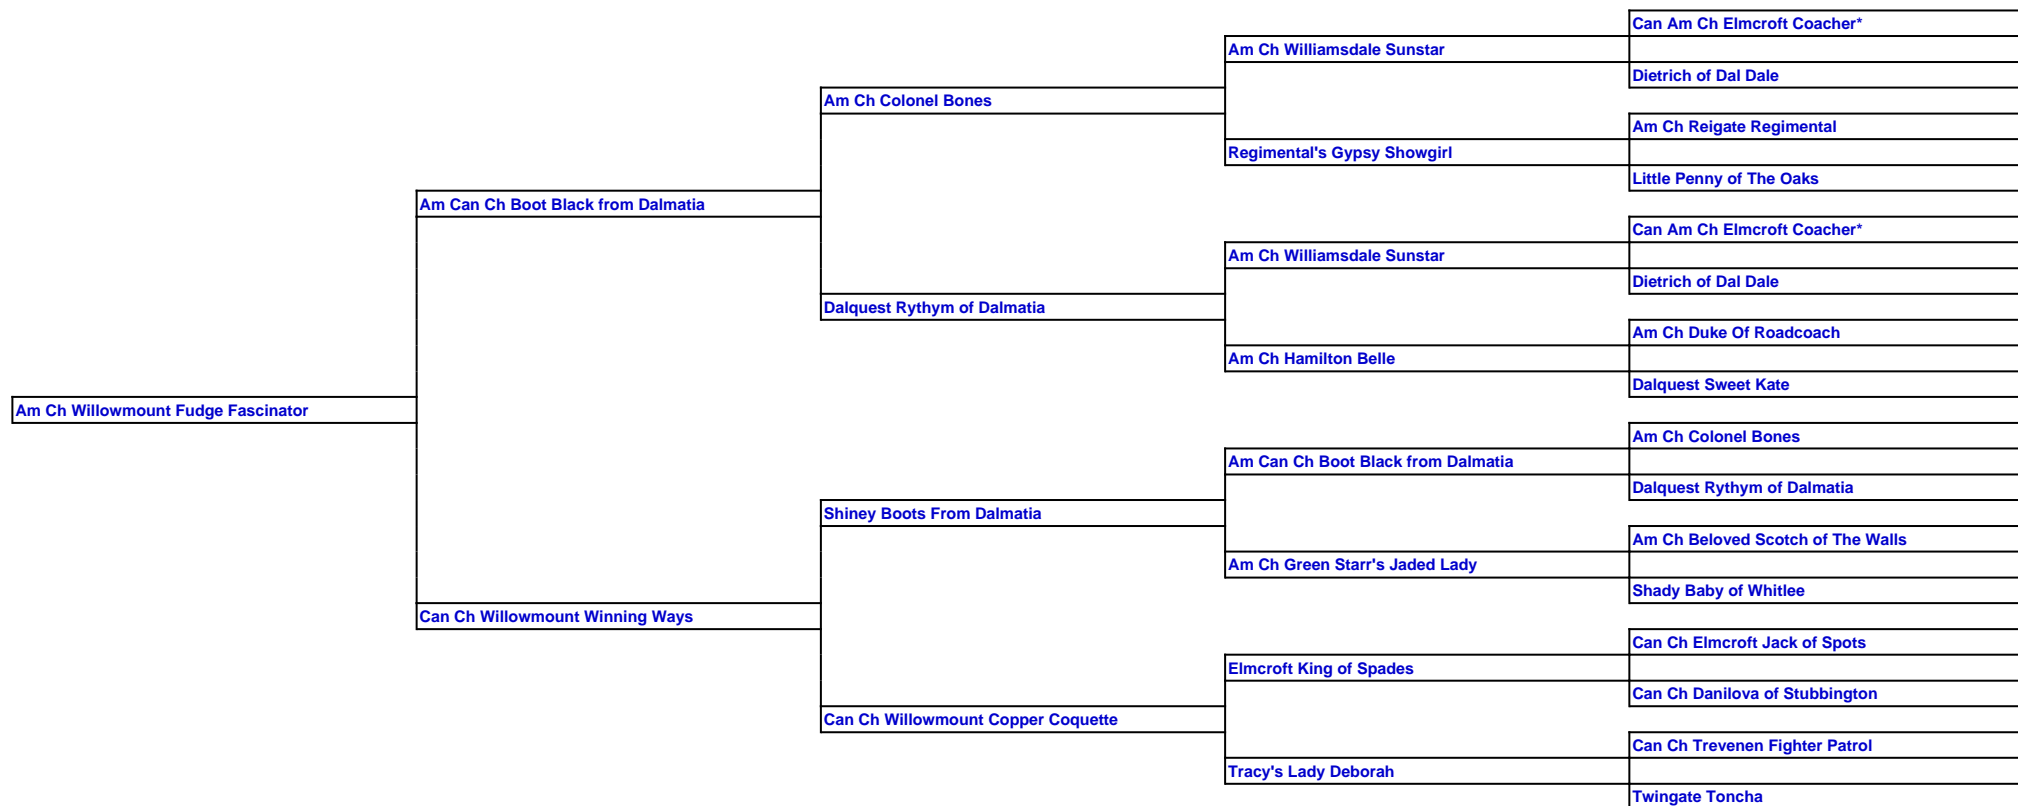 Can Am Ch Elmcroft Coacher*
Am Ch Williamsdale Sunstar
Dietrich of Dal Dale
Am Ch Colonel Bones
Am Ch Reigate Regimental
Regimental's Gypsy Showgirl
Little Penny of The Oaks
Am Can Ch Boot Black from Dalmatia
Can Am Ch Elmcroft Coacher*
Am Ch Williamsdale Sunstar
Dietrich of Dal Dale
Dalquest Rythym of Dalmatia
Am Ch Duke Of Roadcoach
Am Ch Hamilton Belle
Dalquest Sweet Kate
Am Ch Willowmount Fudge Fascinator
Am Ch Colonel Bones
Am Can Ch Boot Black from Dalmatia
Dalquest Rythym of Dalmatia
Shiney Boots From Dalmatia
Am Ch Beloved Scotch of The Walls
Am Ch Green Starr's Jaded Lady
Shady Baby of Whitlee
Can Ch Willowmount Winning Ways
Can Ch Elmcroft Jack of Spots
Elmcroft King of Spades
Can Ch Danilova of Stubbington
Can Ch Willowmount Copper Coquette
Can Ch Trevenen Fighter Patrol
Tracy's Lady Deborah
Twingate Toncha